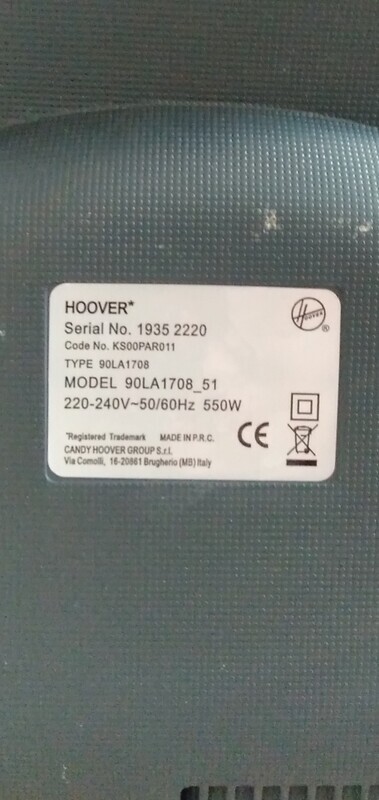 HOOVER*
HOOVER
®
Serial No. 1935 2220
Code No. KS00PAR011
TYPE 90LA1708
MODEL 90LA1708_51
220-240V~50/60Hz 550W
*Registered Trademark MADE IN P.R.C.
CE
CANDY HOOVER GROUP S.r.l.
Via Comolli, 16-20861 Brugherio (MB) Italy